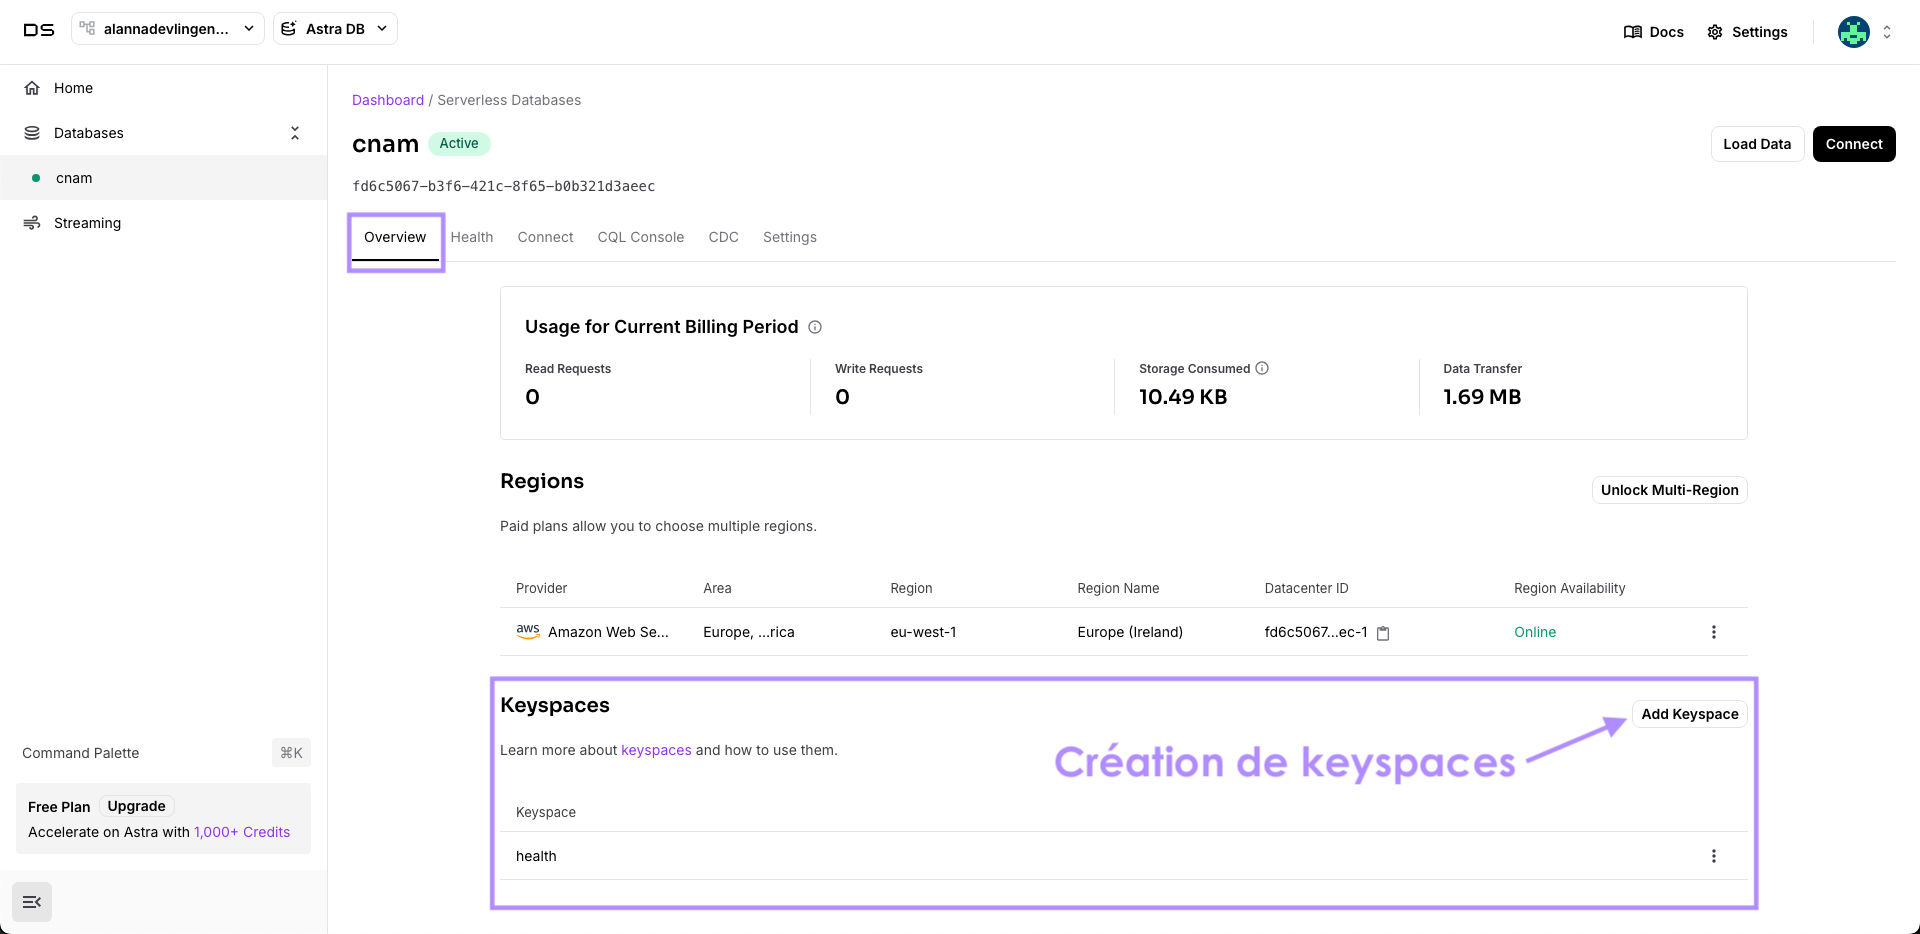 DS alannadevlingen... Astra DB Docs Settings
Home
Databases
cnam
Streaming
Command Palette ⌘K
Free Plan Upgrade
Accelerate on Astra with 1,000+ Credits
Dashboard / Serverless Databases
cnam Active
Load Data Connect
fd6c5067-b3f6-421c-8f65-b0b321d3aeec
Overview Health Connect CQL Console CDC Settings
Usage for Current Billing Period
Read Requests Write Requests Storage Consumed Data Transfer
0 0 10.49 KB 1.69 MB
Regions
Unlock Multi-Region
Paid plans allow you to choose multiple regions.
Provider Area Region Region Name Datacenter ID Region Availability
aws Amazon Web Se... Europe, ...rica eu-west-1 Europe (Ireland) fd6c5067...ec-1 Online
Keyspaces
Add Keyspace
Learn more about keyspaces and how to use them.
Création de keyspaces
Keyspace
health